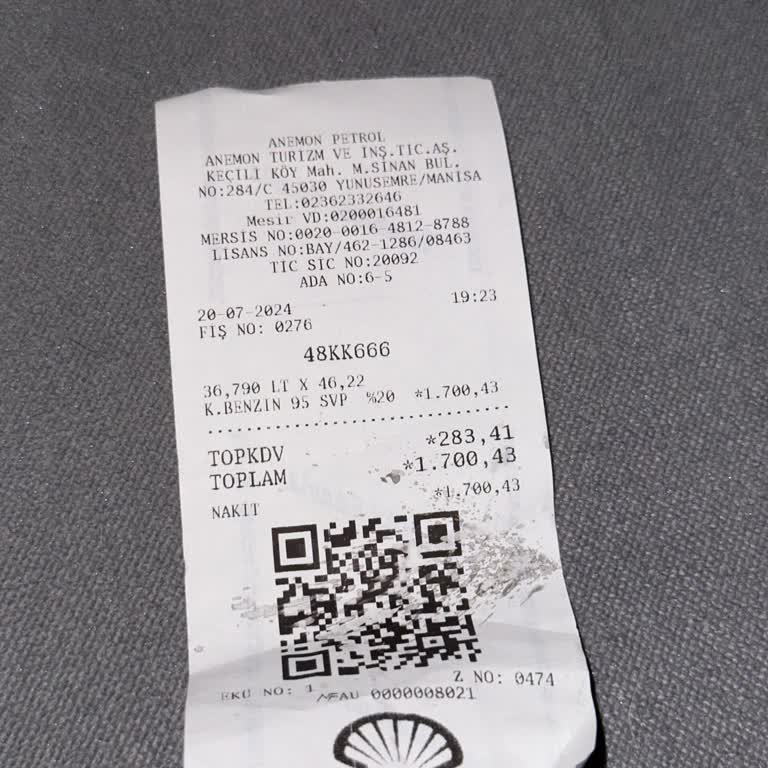 ANEMON PETROL
ANEMON TURIZM VE INŞ.TIC.AŞ.
KEÇILI KÖY Mah. M.SINAN BUL.
NO:284/C 45030 YUNUSEMRE/MANISA
TEL:02362332646
Mesir VD:0200016481
MERSIS NO:0020-0016-4812-8788
LISANS NO:BAY/462-1286/08463
TIC SIC NO:20092
ADA NO:6-5
20-07-2024 19:23
FIŞ NO: 0276
48KK666
36,790 LT X 46,22
K.BENZIN 95 SVP %20 *1.700,43
TOPKDV *283,41
TOPLAM *1.700,43
NAKIT *1.700,43
EKU NO: 1 Z NO: 0474
FAU 0000008021